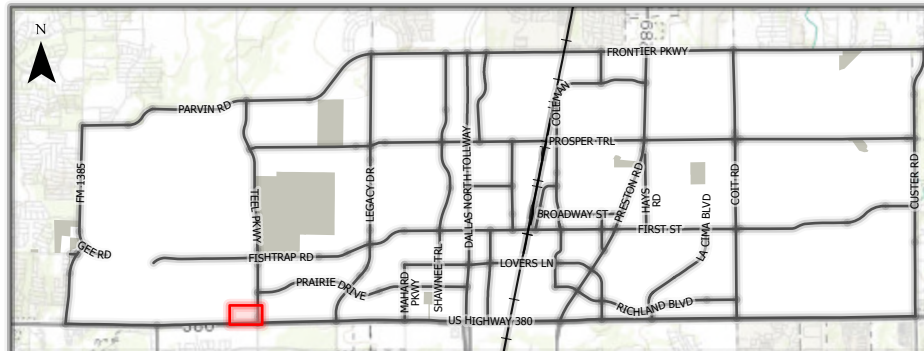 N
289
FRONTIER PKWY
PARVIN RD
COLEMAN
PROSPER TRL
FM 1385
TEEL PKWY
LEGACY DR
DALLAS NORTH TOLLWAY
PRESTON RD
HAYS
RD
COIT RD
CUSTER RD
LA CIMA BLVD
BROADWAY ST
FIRST ST
GEE RD
FISHTRAP RD
SHAWNEE TRL
LOVERS LN
MAHARD
PKWY
PRAIRIE DRIVE
RICHLAND BLVD
US HIGHWAY 380
380